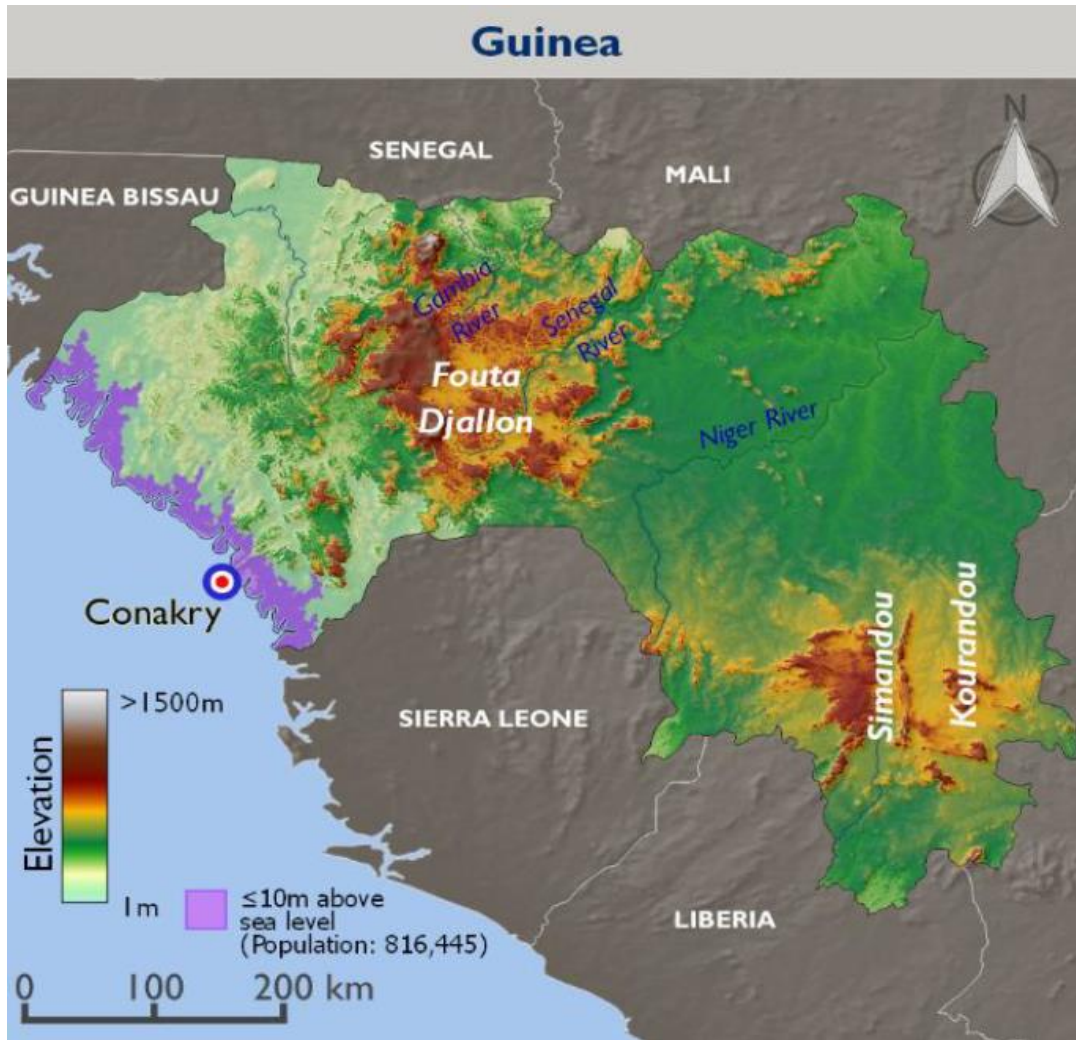 Guinea
N
SENEGAL
MALI
GUINEA BISSAU
Gambia
River
Senegal
River
Fouta
Djallon
Niger River
Conakry
Simandou
Kourandou
SIERRA LEONE
LIBERIA
Elevation
>1500m
1m
≤10m above
sea level
(Population: 816,445)
0 100 200 km